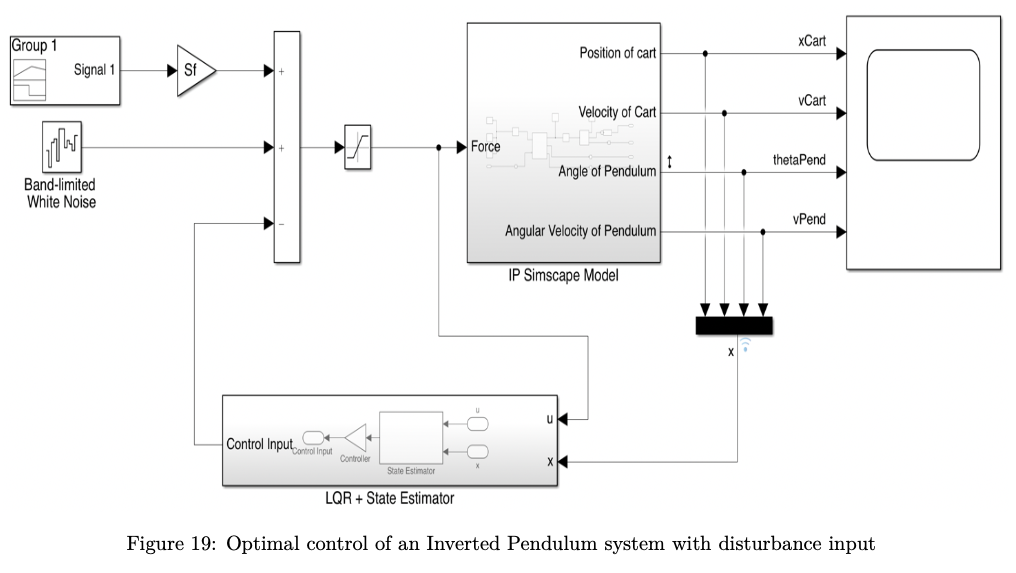 Group 1
Signal 1
Sf
+
+
−
Band-limited
White Noise
Position of cart
Velocity of Cart
Force
Angle of Pendulum
Angular Velocity of Pendulum
IP Simscape Model
xCart
vCart
thetaPend
vPend
x
u
x
Control Input
Control Input
Controller
State Estimator
u
x
LQR + State Estimator
Figure 19: Optimal control of an Inverted Pendulum system with disturbance input